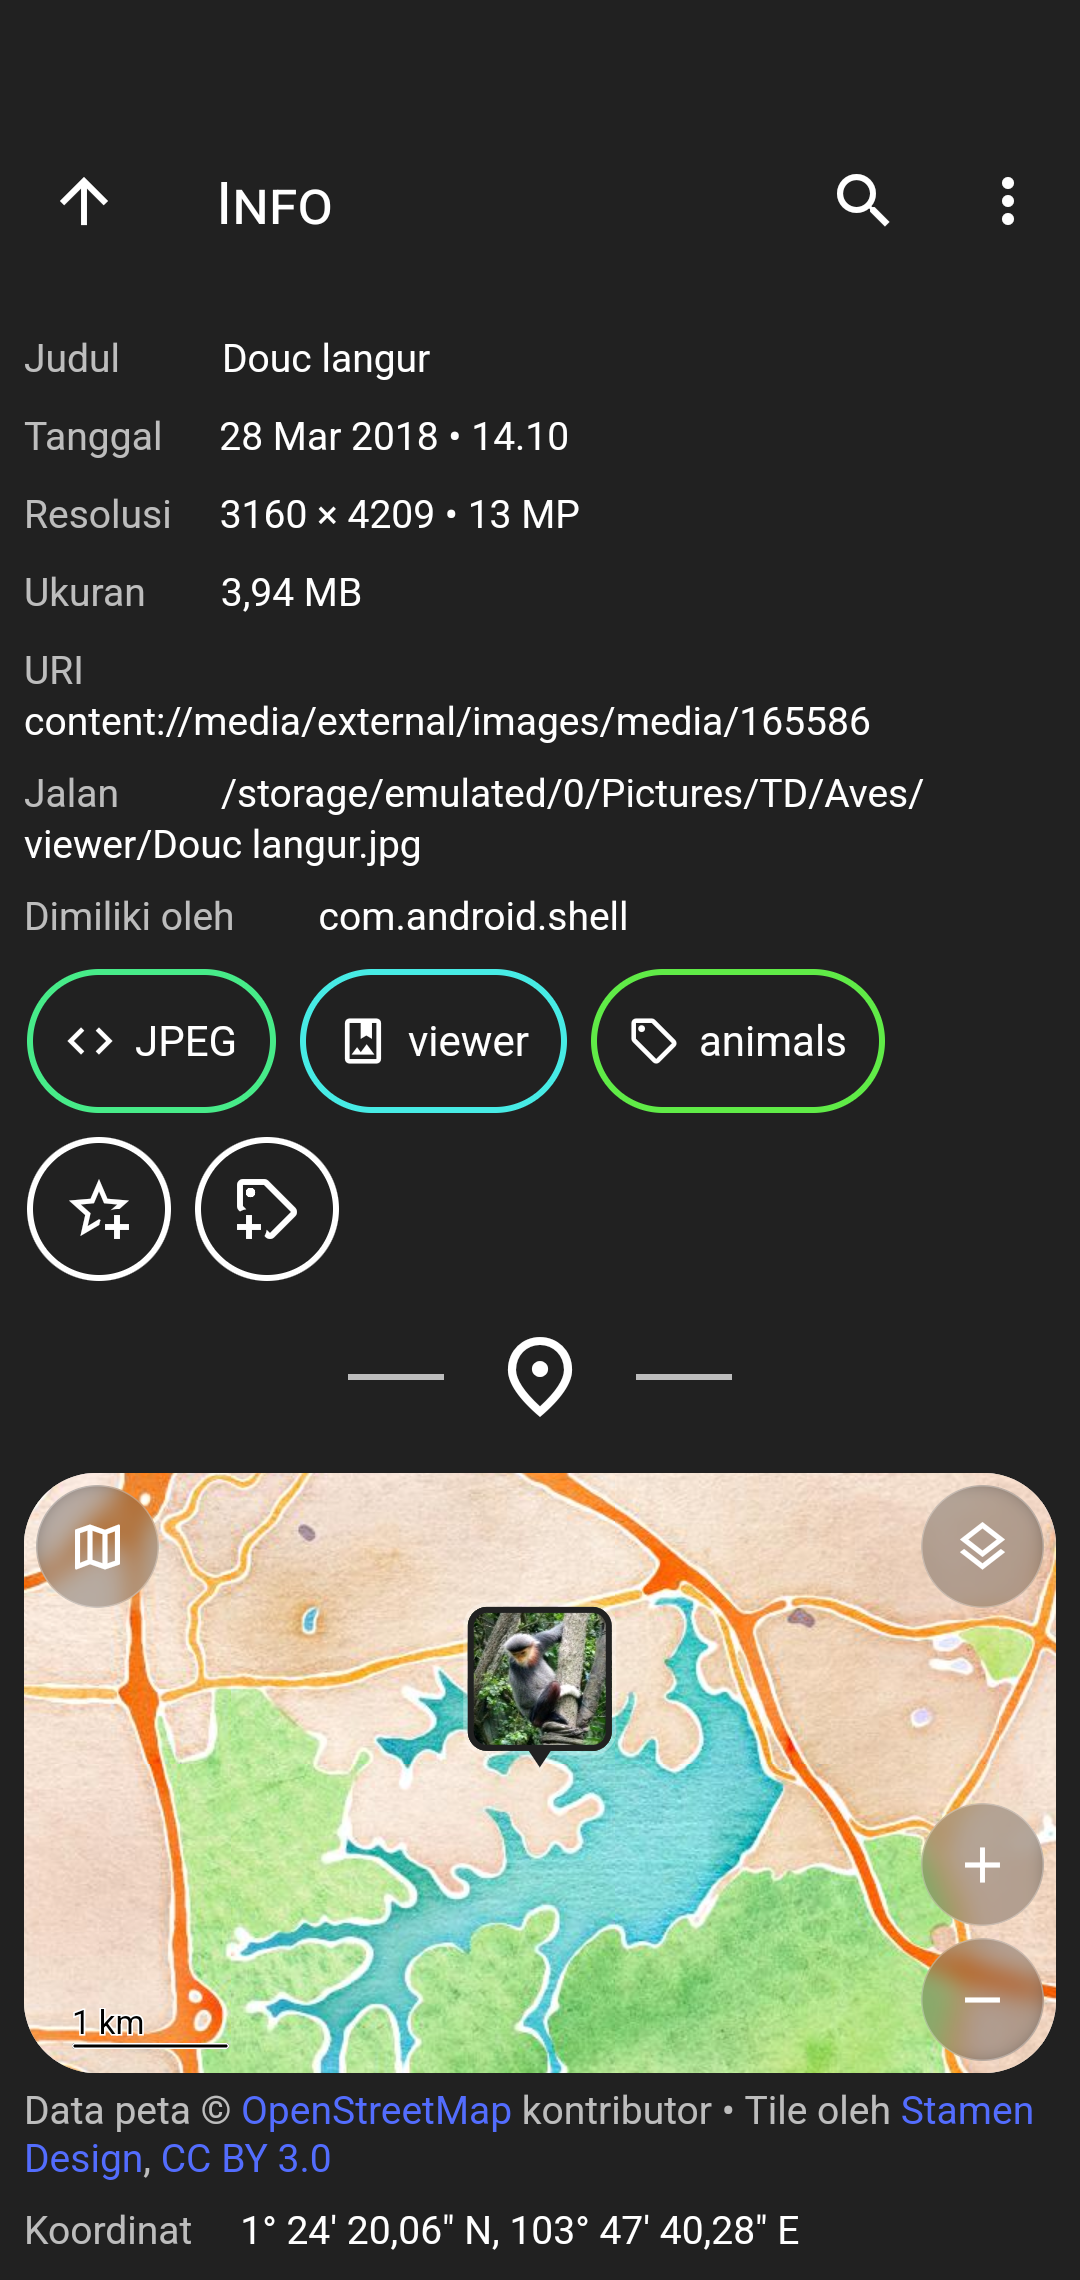 INFO
Judul Douc langur
Tanggal 28 Mar 2018 • 14.10
Resolusi 3160 × 4209 • 13 MP
Ukuran 3,94 MB
URI
content://media/external/images/media/165586
Jalan /storage/emulated/0/Pictures/TD/Aves/
viewer/Douc langur.jpg
Dimiliki oleh com.android.shell
JPEG viewer animals
1 km
Data peta © OpenStreetMap kontributor • Tile oleh Stamen
Design, CC BY 3.0
Koordinat 1° 24' 20,06" N, 103° 47' 40,28" E